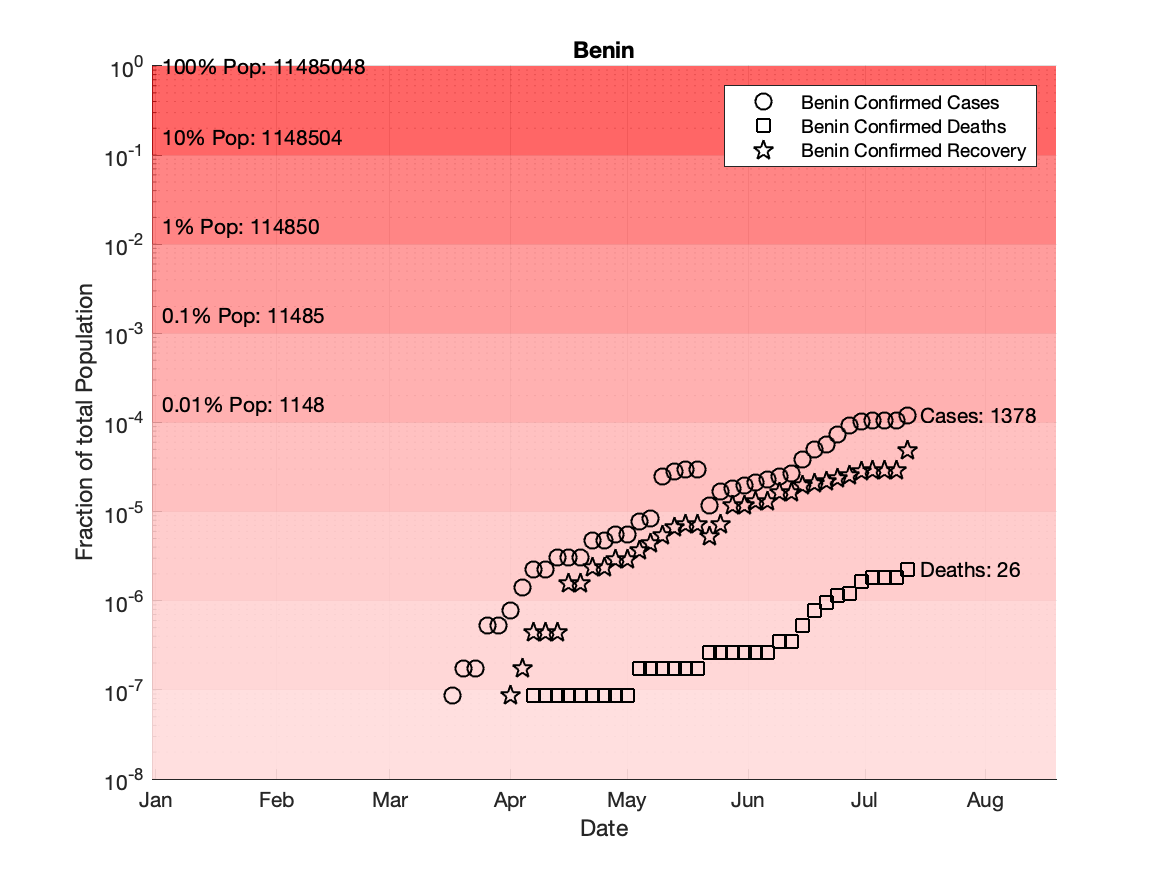 Benin
10^0
100% Pop: 11485048
Benin Confirmed Cases
Benin Confirmed Deaths
Benin Confirmed Recovery
10% Pop: 1148504
10^-1
1% Pop: 114850
10^-2
0.1% Pop: 11485
10^-3
0.01% Pop: 1148
10^-4
Cases: 1378
10^-5
Deaths: 26
10^-6
10^-7
10^-8
Fraction of total Population
Jan Feb Mar Apr May Jun Jul Aug
Date